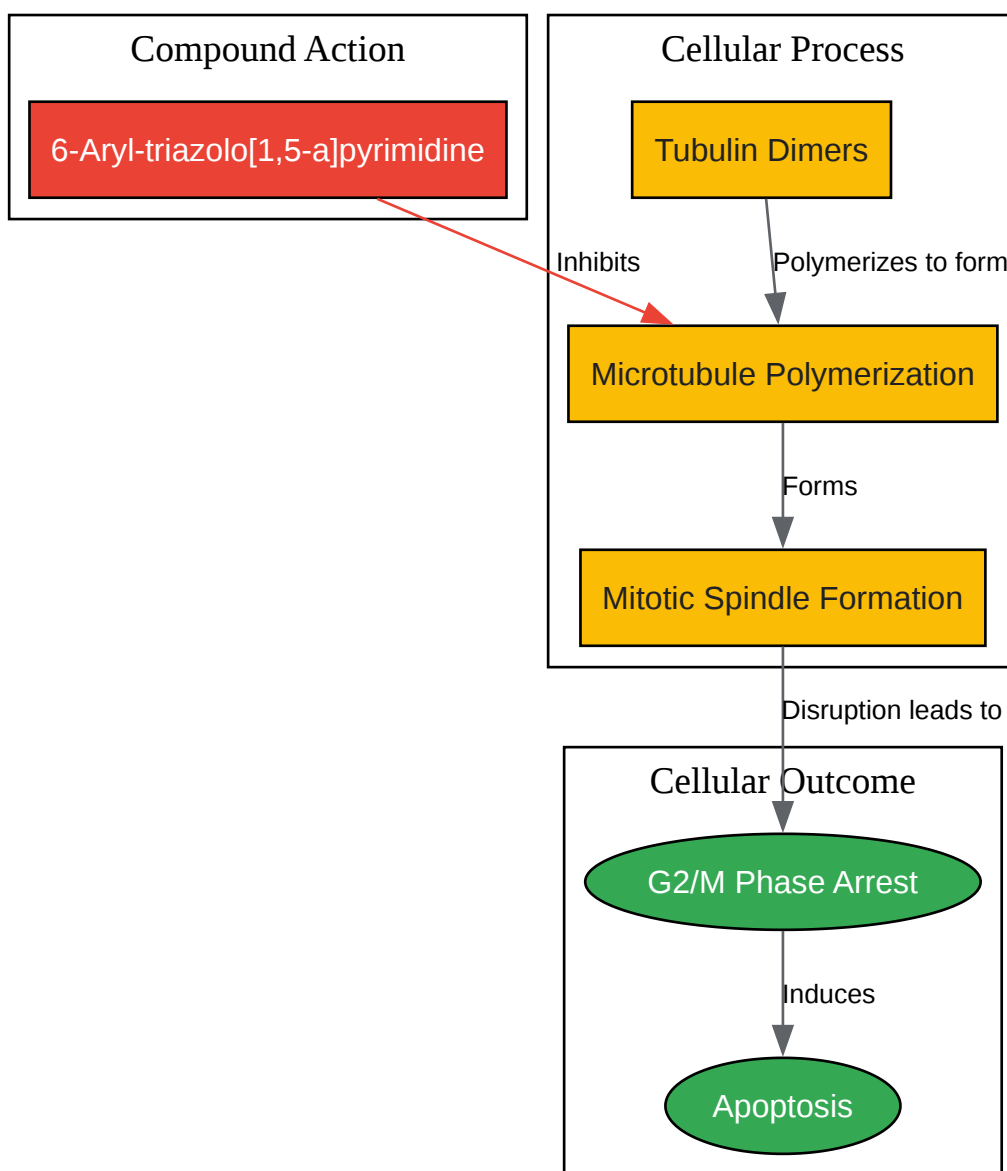 Compound Action
6-Aryl-triazolo[1,5-a]pyrimidine
Cellular Process
Tubulin Dimers
Inhibits
Polymerizes to form
Microtubule Polymerization
Forms
Mitotic Spindle Formation
Disruption leads to
Cellular Outcome
G2/M Phase Arrest
Induces
Apoptosis